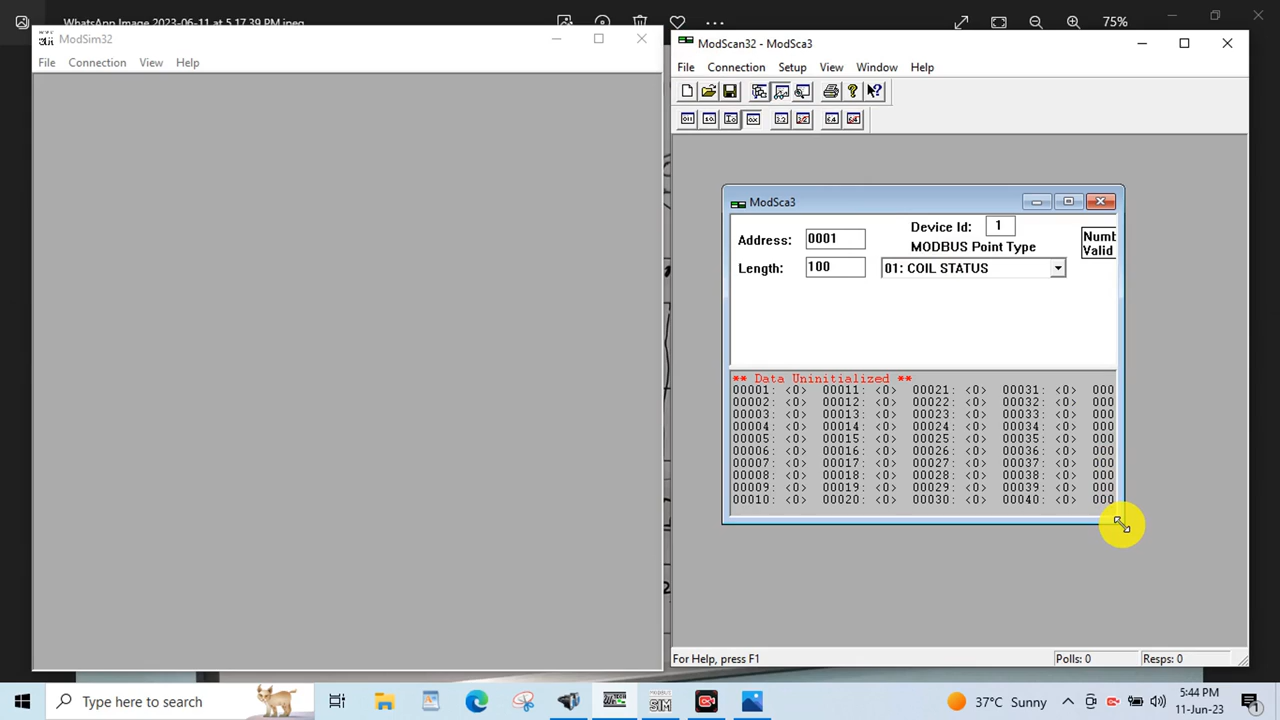 WhatsApp Image 2023-06-11 at 5.17.39 PM.jpeg
75%
ModSim32
File Connection View Help
ModScan32 - ModSca3
File Connection Setup View Window Help
ModSca3
Address: 0001
Device Id: 1
MODBUS Point Type
Length: 100
01: COIL STATUS
Numb
Valid
** Data Uninitialized **
00001: <0> 00011: <0> 00021: <0> 00031: <0> 000
00002: <0> 00012: <0> 00022: <0> 00032: <0> 000
00003: <0> 00013: <0> 00023: <0> 00033: <0> 000
00004: <0> 00014: <0> 00024: <0> 00034: <0> 000
00005: <0> 00015: <0> 00025: <0> 00035: <0> 000
00006: <0> 00016: <0> 00026: <0> 00036: <0> 000
00007: <0> 00017: <0> 00027: <0> 00037: <0> 000
00008: <0> 00018: <0> 00028: <0> 00038: <0> 000
00009: <0> 00019: <0> 00029: <0> 00039: <0> 000
00010: <0> 00020: <0> 00030: <0> 00040: <0> 000
For Help, press F1
Polls: 0
Resps: 0
Type here to search
37°C Sunny
5:44 PM
11-Jun-23